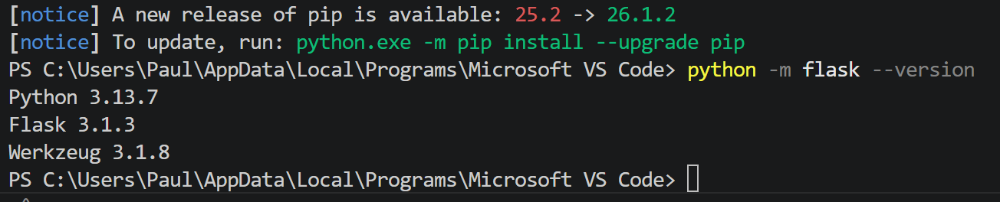 [notice] A new release of pip is available: 25.2 -> 26.1.2
[notice] To update, run: python.exe -m pip install --upgrade pip
PS C:\Users\Paul\AppData\Local\Programs\Microsoft VS Code> python -m flask --version
Python 3.13.7
Flask 3.1.3
Werkzeug 3.1.8
PS C:\Users\Paul\AppData\Local\Programs\Microsoft VS Code>